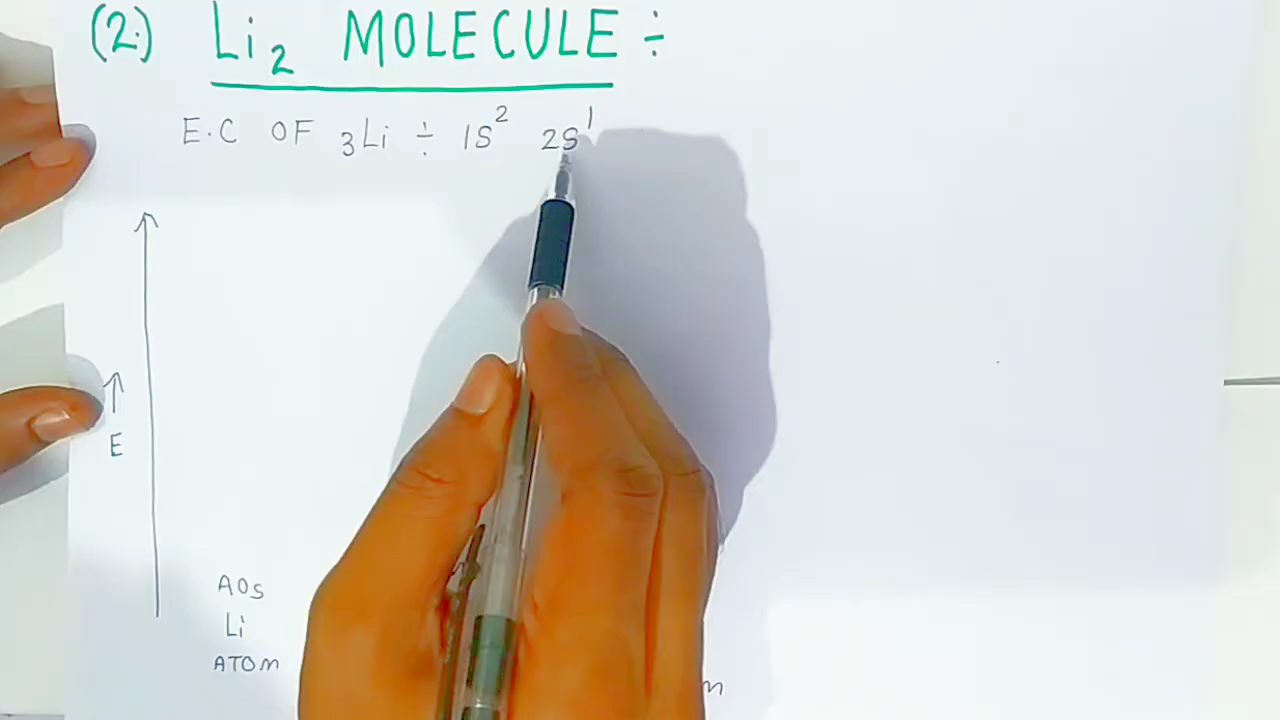 (2.) Li₂ MOLECULE ÷
E.C OF ₃Li ÷ 1S² 2S¹
↑
E
AOs
Li
ATOM